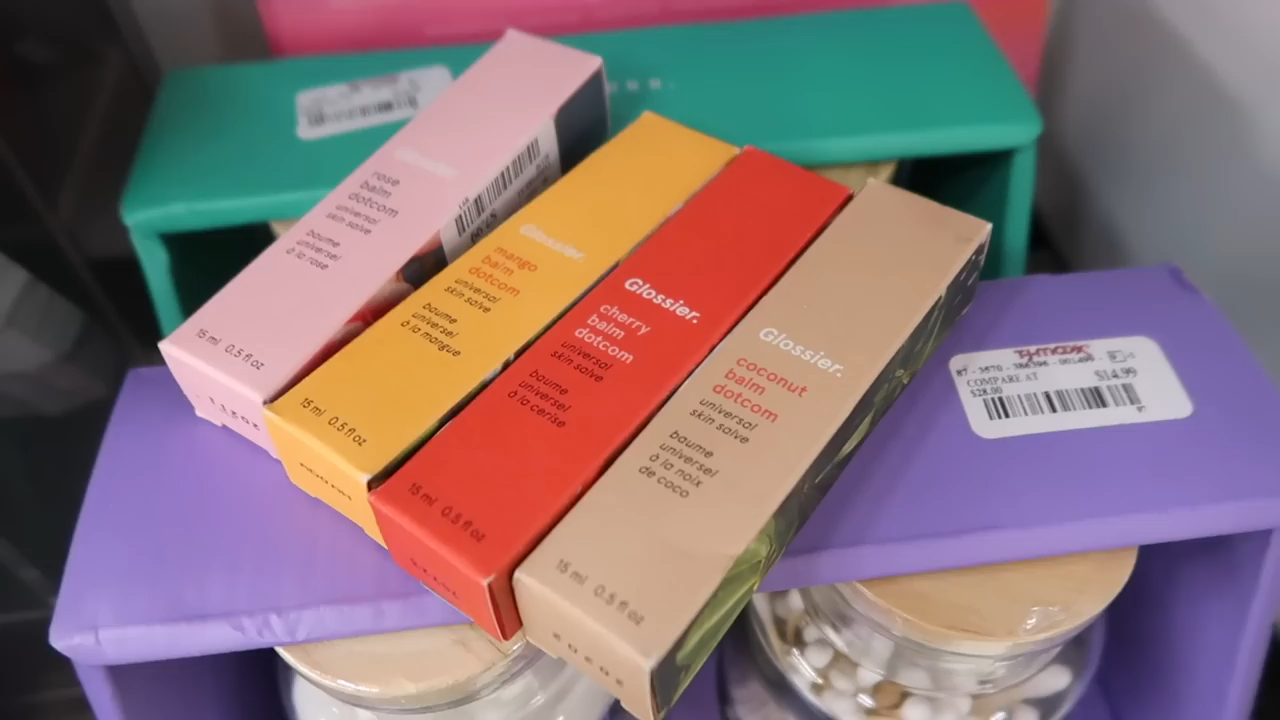 rose
balm
dotcom
universal
skin salve
baume
universel
à la rose
15 ml 0.5 fl oz
Glossier.
mango
balm
dotcom
universal
skin salve
baume
universel
à la mangue
15 ml 0.5 fl oz
Glossier.
cherry
balm
dotcom
universal
skin salve
baume
universel
à la cerise
15 ml 0.5 fl oz
Glossier.
coconut
balm
dotcom
universal
skin salve
baume
universel
à la noix
de coco
15 ml 0.5 fl oz
T.J.maxx
COMPARE AT
$28.00
$14.99